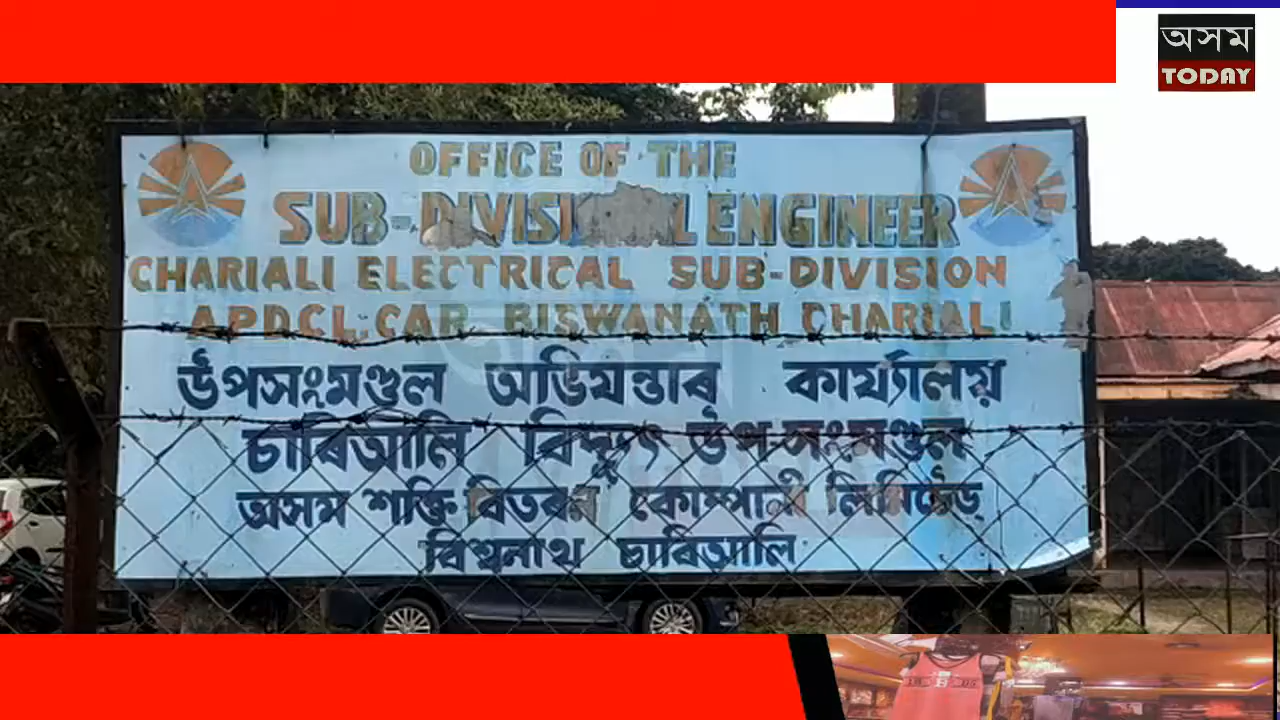 অসম
TODAY
OFFICE OF THE
SUB-DIVISIONAL ENGINEER
CHARIALI ELECTRICAL SUB-DIVISION
APDCL, CAR BISWANATH CHARIALI
উপসংমণ্ডল অভিযন্তাৰ কাৰ্য্যালয়
চাৰিআলি বিদ্যুৎ উপ-সংমণ্ডল
অসম শক্তি বিতৰণ কোম্পানী লিমিটেড্
বিশ্বনাথ চাৰিআলি